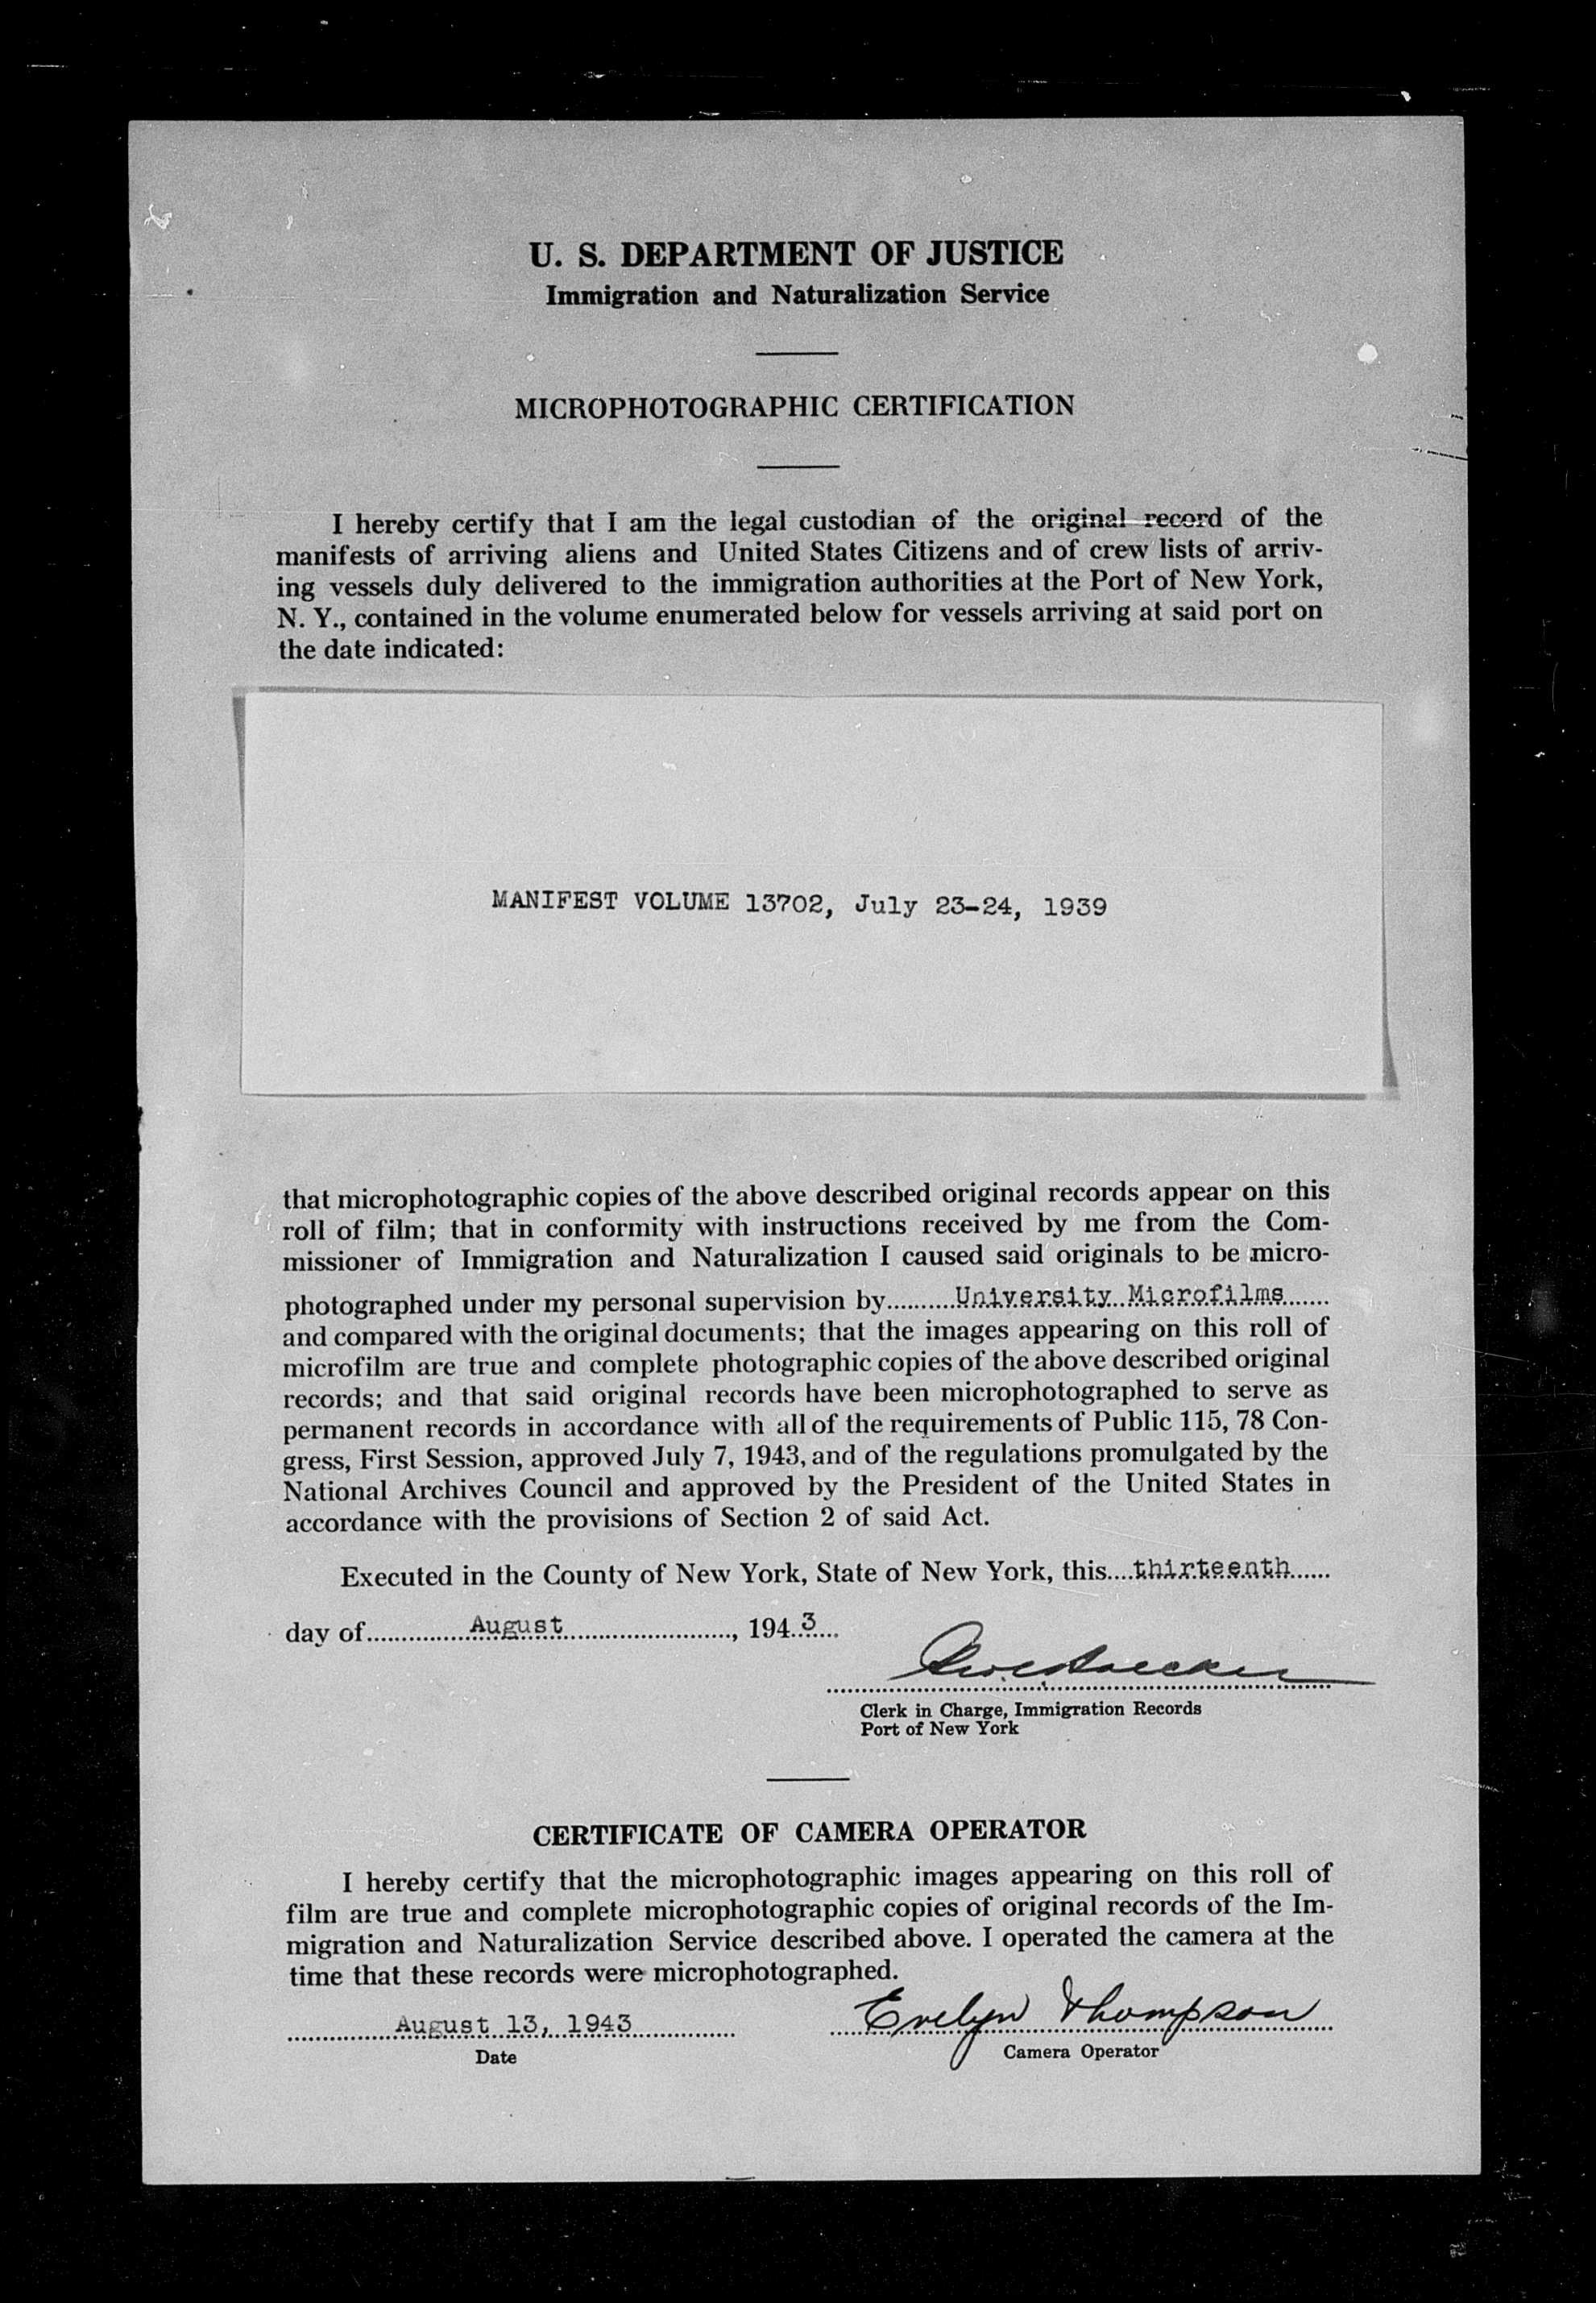 U. S. DEPARTMENT OF JUSTICE
Immigration and Naturalization Service
MICROPHOTOGRAPHIC CERTIFICATION
I hereby certify that I am the legal custodian of the original record of the
manifests of arriving aliens and United States Citizens and of crew lists of arriv-
ing vessels duly delivered to the immigration authorities at the Port of New York,
N. Y., contained in the volume enumerated below for vessels arriving at said port on
the date indicated:
MANIFEST VOLUME 13702, July 23-24, 1939
that microphotographic copies of the above described original records appear on this
roll of film; that in conformity with instructions received by me from the Com-
missioner of Immigration and Naturalization I caused said originals to be micro-
photographed under my personal supervision by..........University Microfilms.......
and compared with the original documents; that the images appearing on this roll of
microfilm are true and complete photographic copies of the above described original
records; and that said original records have been microphotographed to serve as
permanent records in accordance with all of the requirements of Public 115, 78 Con-
gress, First Session, approved July 7, 1943, and of the regulations promulgated by the
National Archives Council and approved by the President of the United States in
accordance with the provisions of Section 2 of said Act.
Executed in the County of New York, State of New York, this....thirteenth......
day of...............August........................., 194..3...
Clerk in Charge, Immigration Records
Port of New York
CERTIFICATE OF CAMERA OPERATOR
I hereby certify that the microphotographic images appearing on this roll of
film are true and complete microphotographic copies of original records of the Im-
migration and Naturalization Service described above. I operated the camera at the
time that these records were microphotographed.
August 13, 1943 Evelyn Thompson
Date Camera Operator